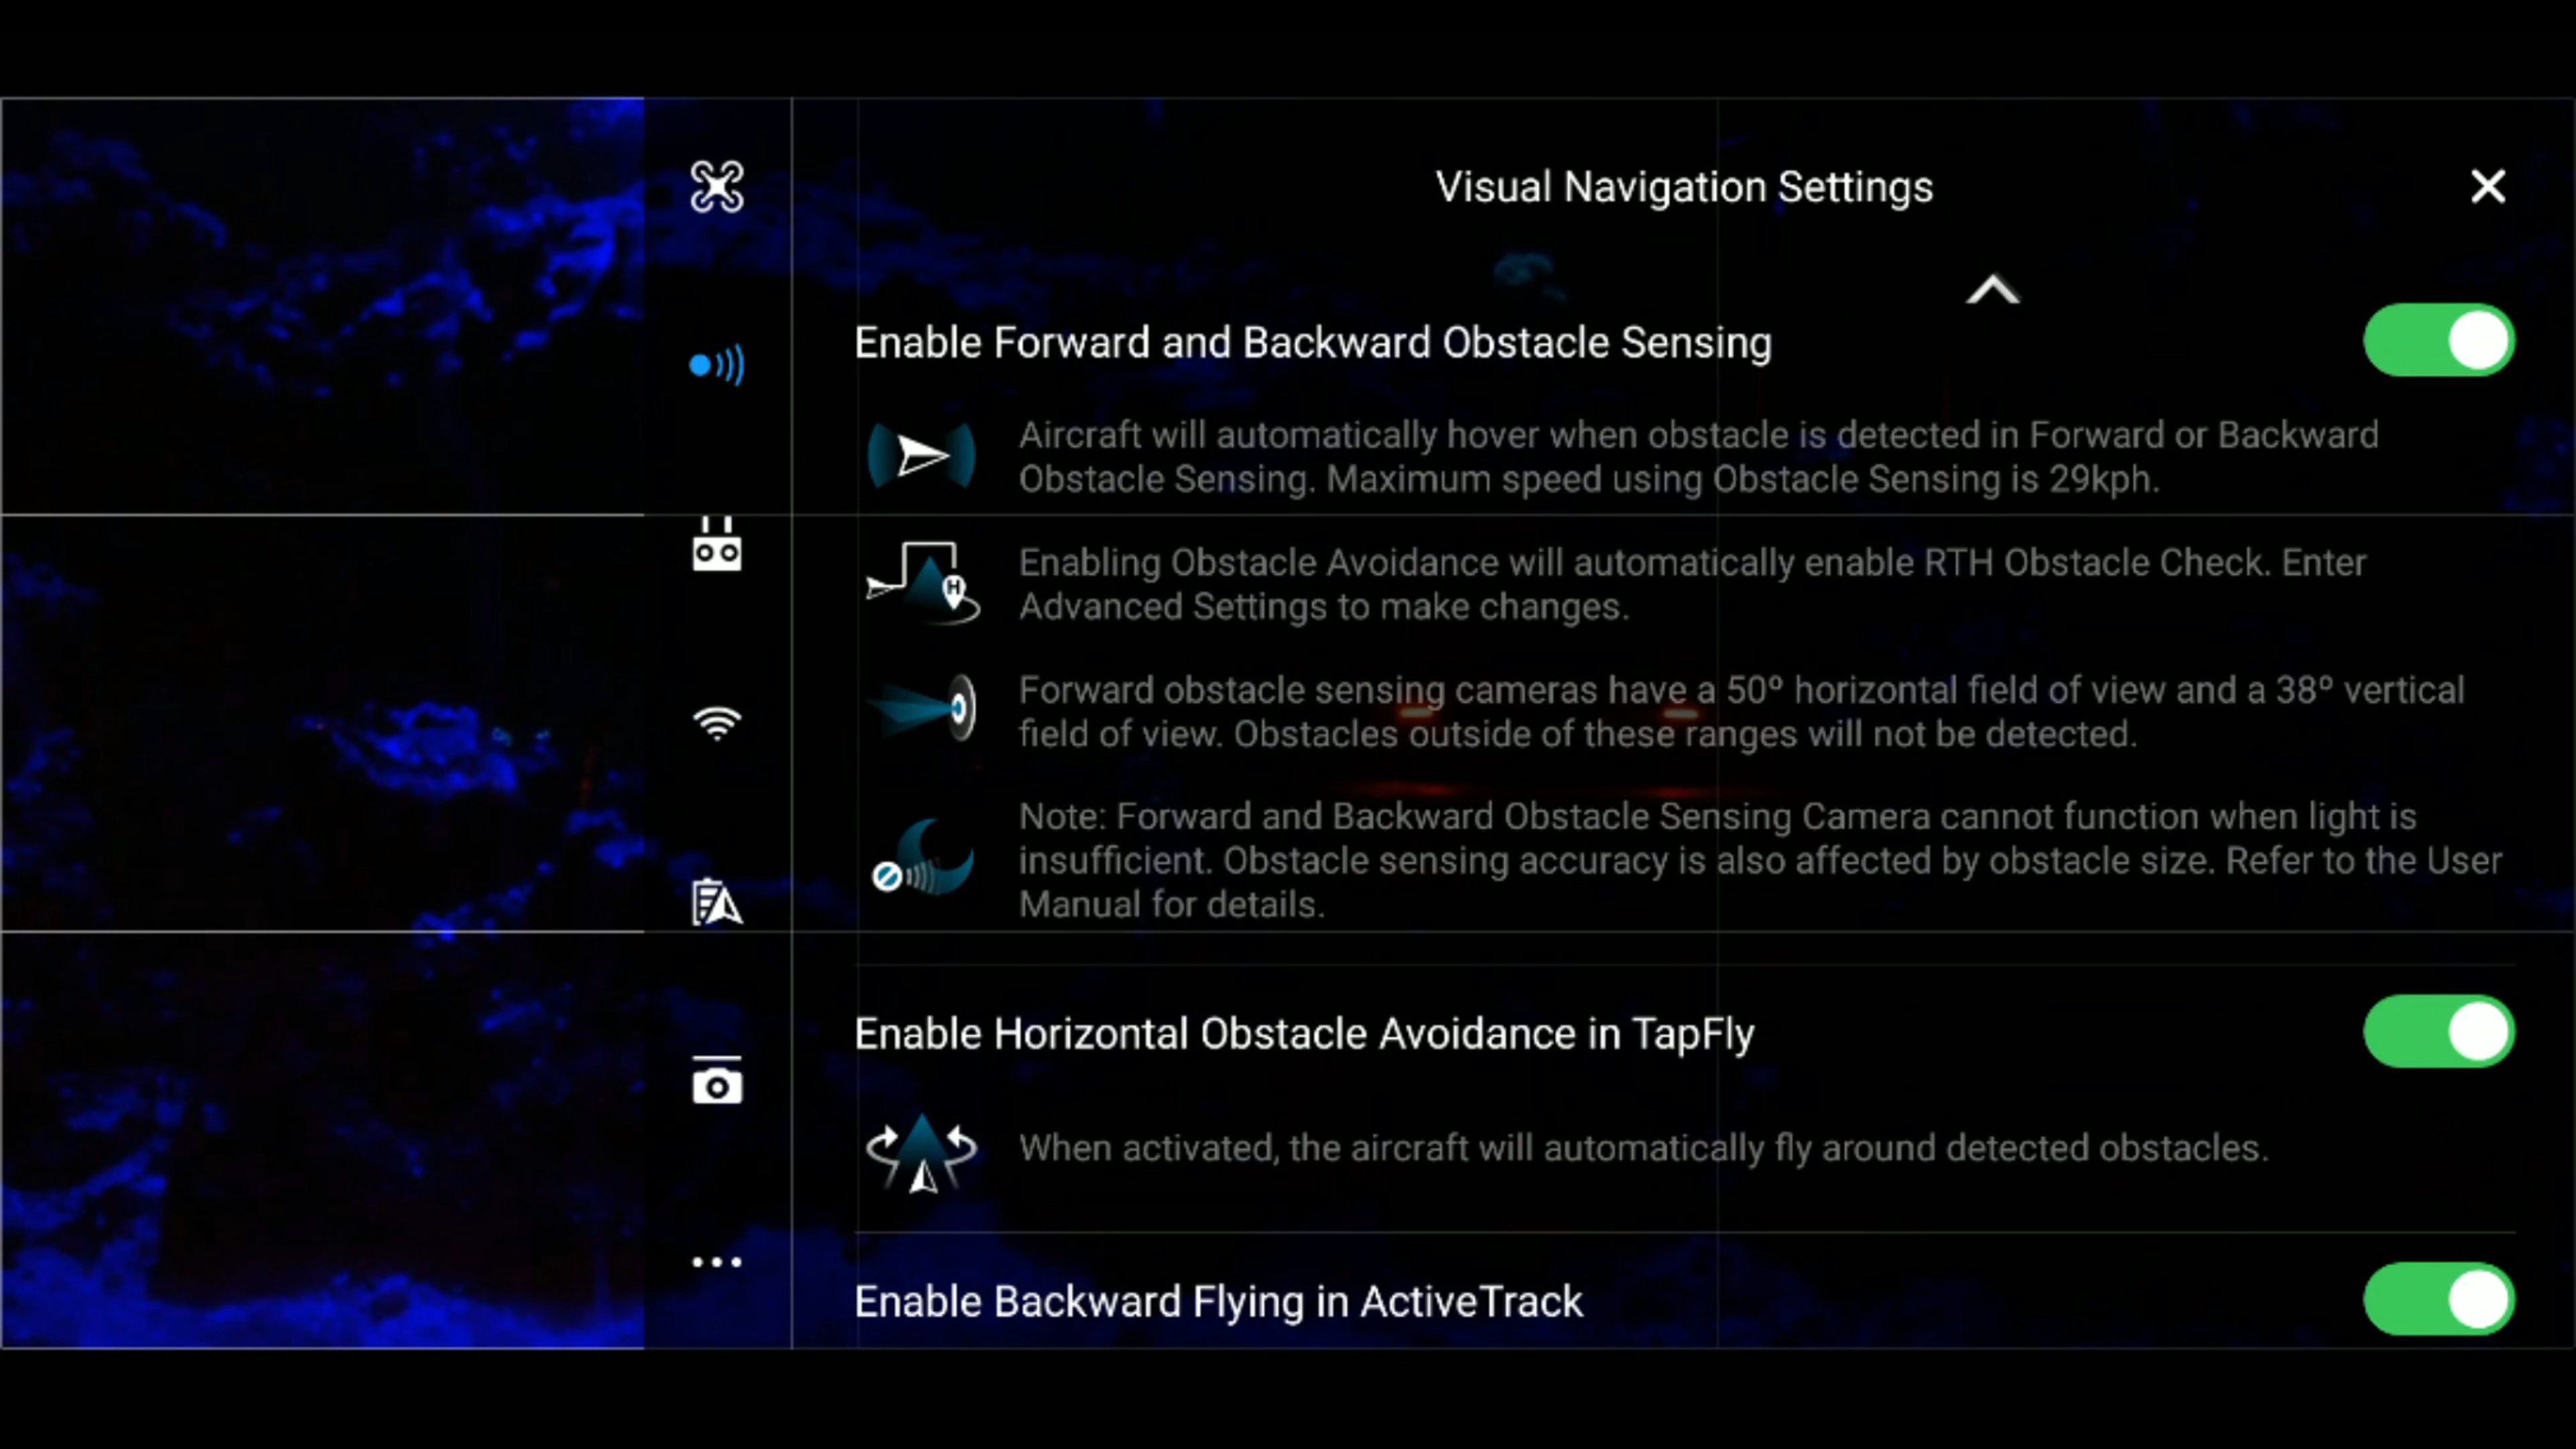 Visual Navigation Settings
Enable Forward and Backward Obstacle Sensing
Aircraft will automatically hover when obstacle is detected in Forward or Backward
Obstacle Sensing. Maximum speed using Obstacle Sensing is 29kph.
Enabling Obstacle Avoidance will automatically enable RTH Obstacle Check. Enter
Advanced Settings to make changes.
H
Forward obstacle sensing cameras have a 50º horizontal field of view and a 38º vertical
field of view. Obstacles outside of these ranges will not be detected.
Note: Forward and Backward Obstacle Sensing Camera cannot function when light is
insufficient. Obstacle sensing accuracy is also affected by obstacle size. Refer to the User
Manual for details.
Enable Horizontal Obstacle Avoidance in TapFly
When activated, the aircraft will automatically fly around detected obstacles.
Enable Backward Flying in ActiveTrack